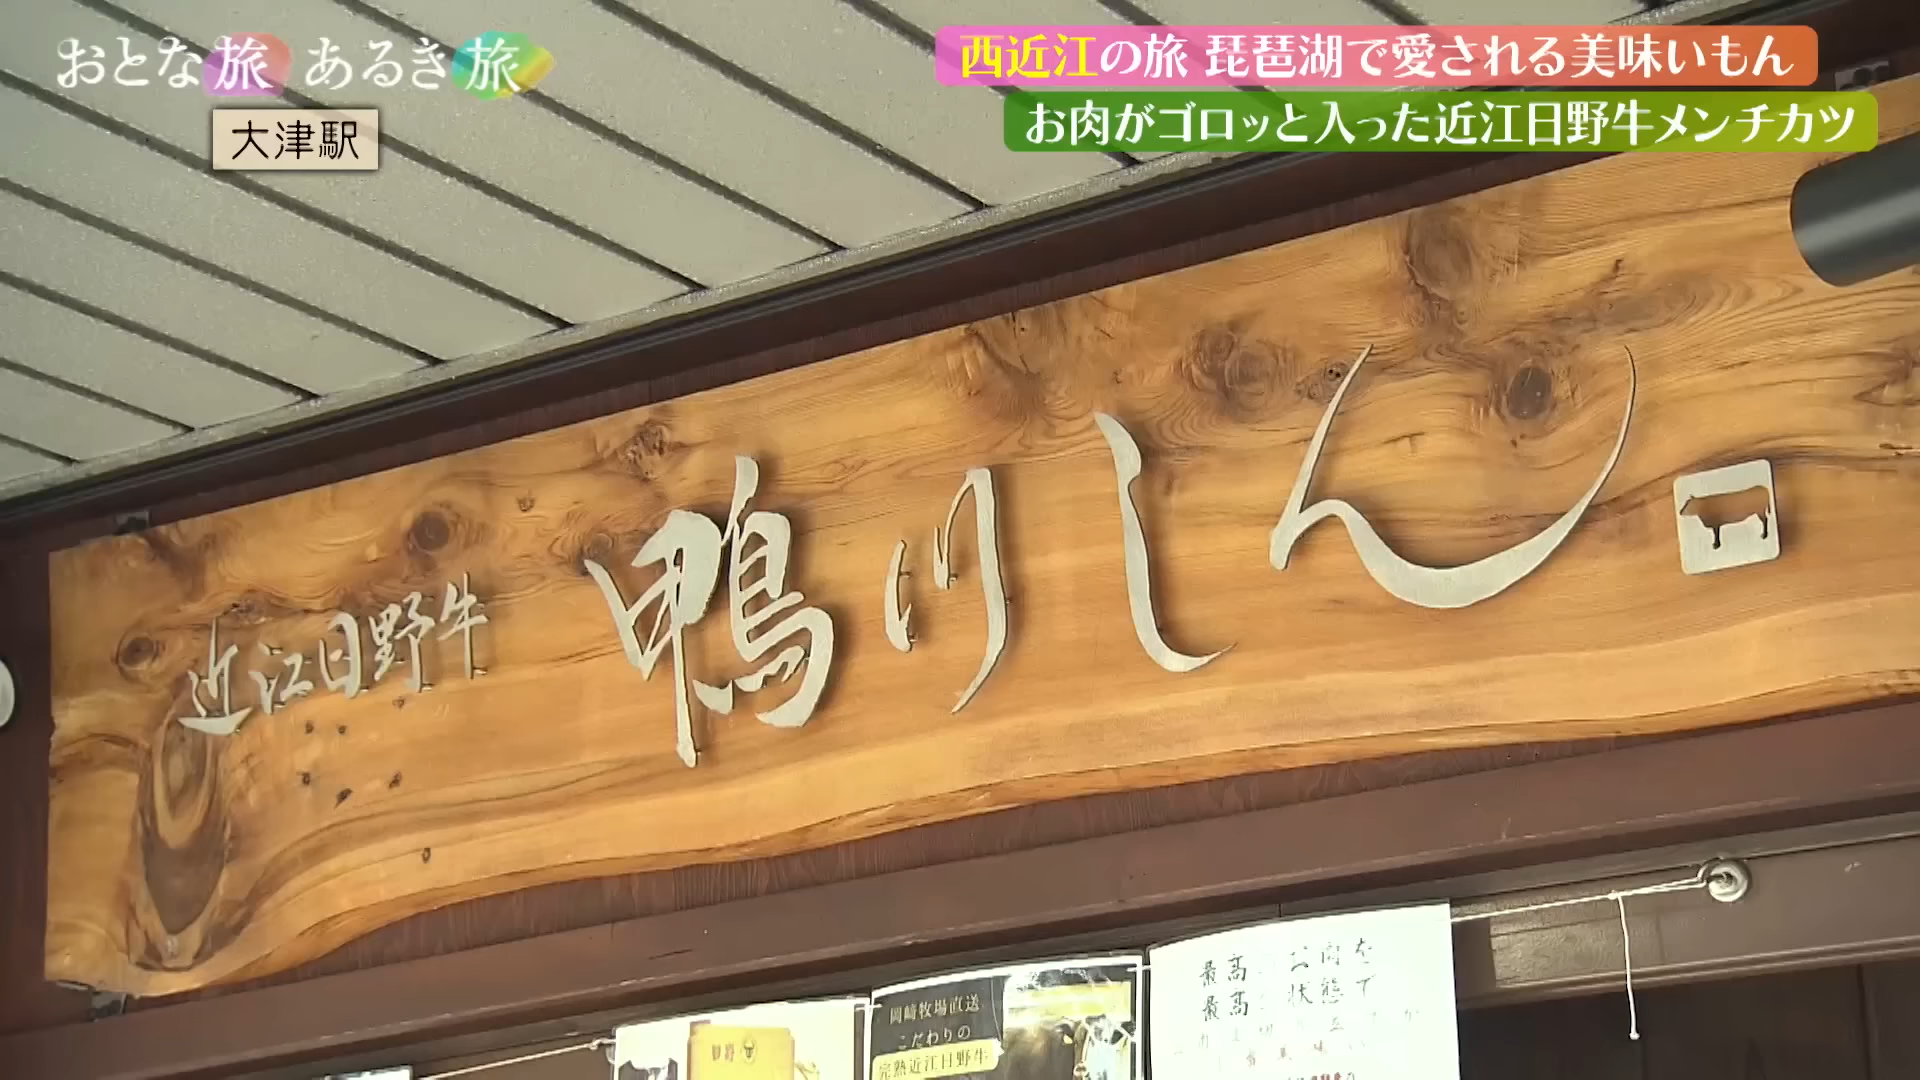 おとな旅 あるき旅
大津駅
西近江の旅 琵琶湖で愛される美味いもん
お肉がゴロッと入った近江日野牛メンチカツ
近江日野牛 鴨川しん
岡﨑牧場直送
こだわりの
完熟近江日野牛
最高
最高 状態で